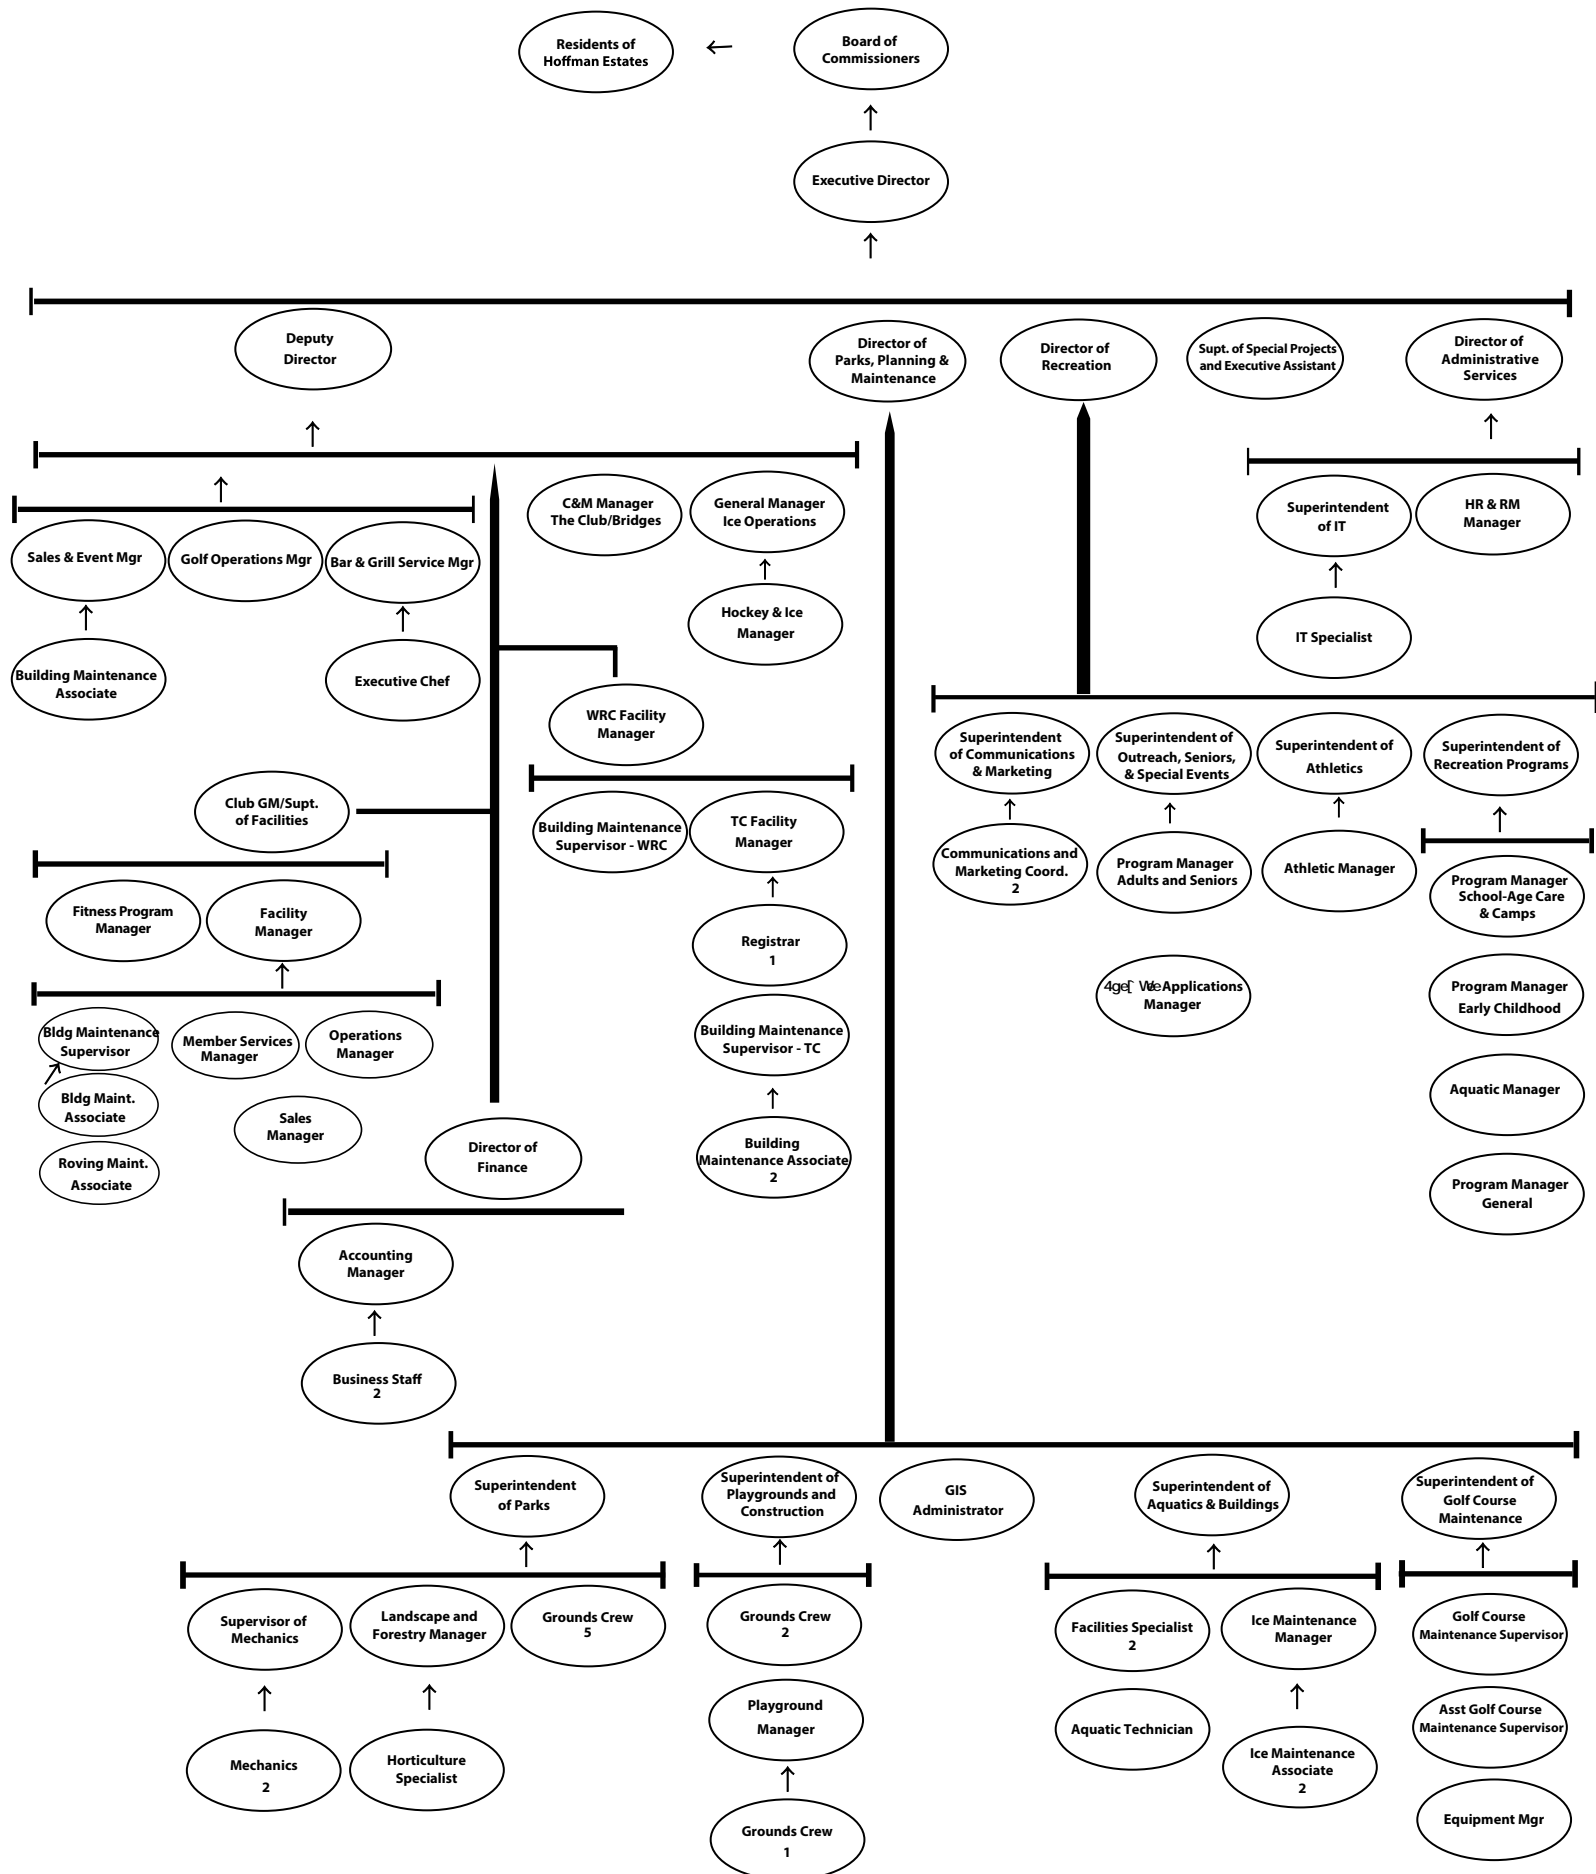 Residents of
Hoffman Estates
Board of
Commissioners
Executive Director
Deputy
Director
Director of
Parks, Planning &
Maintenance
Director of
Recreation
Supt. of Special Projects
and Executive Assistant
Director of
Administrative
Services
Sales & Event Mgr
Golf Operations Mgr
Bar & Grill Service Mgr
C&M Manager
The Club/Bridges
General Manager
Ice Operations
Superintendent
of IT
HR & RM
Manager
Building Maintenance
Associate
Executive Chef
Hockey & Ice
Manager
IT Specialist
WRC Facility
Manager
Superintendent
of Communications
& Marketing
Superintendent of
Outreach, Seniors,
& Special Events
Superintendent of
Athletics
Superintendent of
Recreation Programs
Club GM/Supt.
of Facilities
Building Maintenance
Supervisor - WRC
TC Facility
Manager
Communications and
Marketing Coord.
2
Program Manager
Adults and Seniors
Athletic Manager
Program Manager
School-Age Care
& Camps
Fitness Program
Manager
Facility
Manager
Registrar
1
Applications
Manager
Program Manager
Early Childhood
Bldg Maintenance
Supervisor
Member Services
Manager
Operations
Manager
Building Maintenance
Supervisor - TC
Bldg Maint.
Associate
Sales
Manager
Aquatic Manager
Roving Maint.
Associate
Director of
Finance
Building
Maintenance Associate
2
Program Manager
General
Accounting
Manager
Business Staff
2
Superintendent
of Parks
Superintendent of
Playgrounds and
Construction
GIS
Administrator
Superintendent of
Aquatics & Buildings
Superintendent of
Golf Course
Maintenance
Supervisor of
Mechanics
Landscape and
Forestry Manager
Grounds Crew
5
Grounds Crew
2
Facilities Specialist
2
Ice Maintenance
Manager
Golf Course
Maintenance Supervisor
Playground
Manager
Aquatic Technician
Asst Golf Course
Maintenance Supervisor
Mechanics
2
Horticulture
Specialist
Ice Maintenance
Associate
2
Grounds Crew
1
Equipment Mgr